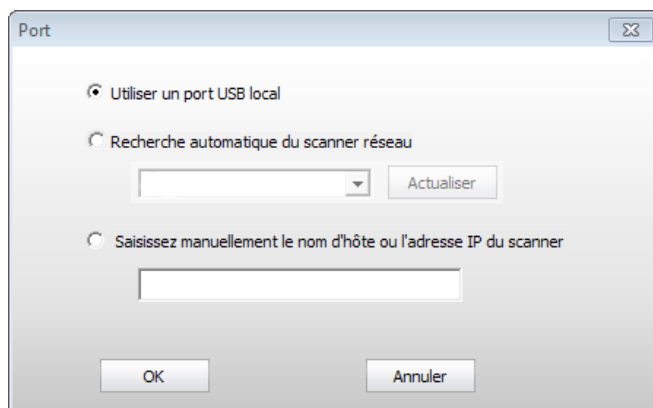 Port
Utiliser un port USB local
Recherche automatique du scanner réseau
Actualiser
Saisissez manuellement le nom d'hôte ou l'adresse IP du scanner
OK Annuler